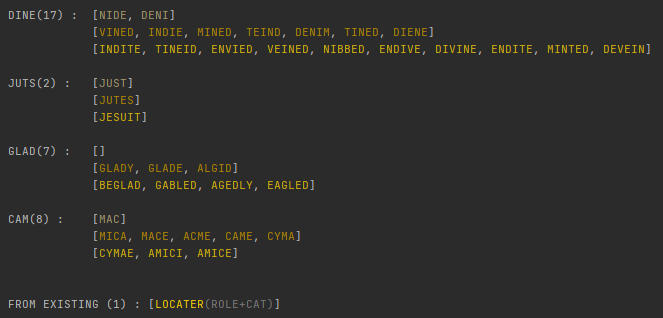 DINE(17) : [NIDE, DENI]
[VINED, INDIE, MINED, TEIND, DENIM, TINED, DIENE]
[INDITE, TINEID, ENVIED, VEINED, NIBBED, ENDIVE, DIVINE, ENDITE, MINTED, DEVEIN]
JUTS(2) : [JUST]
[JUTES]
[JESUIT]
GLAD(7) : []
[GLADY, GLADE, ALGID]
[BEGLAD, GABLED, AGEDLY, EAGLED]
CAM(8) : [MAC]
[MICA, MACE, ACME, CAME, CYMA]
[CYMAE, AMICI, AMICE]
FROM EXISTING (1) : [LOCATER(ROLE+CAT)]